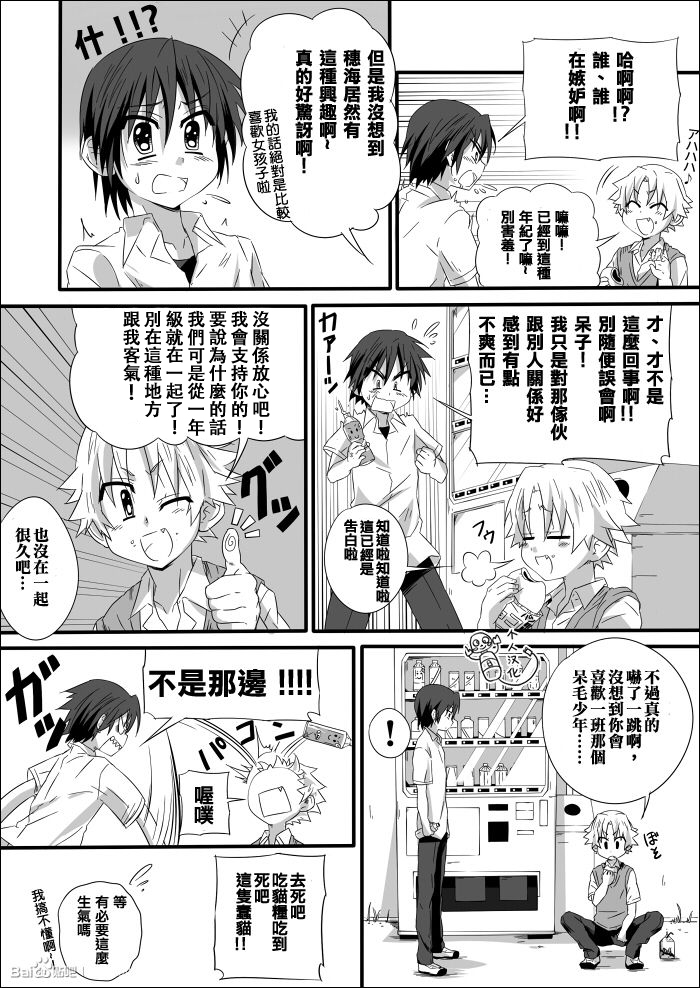 哈啊啊?
誰、誰!
在嫉妒啊!!
アハハ♪
嘛嘛!
已經到這種
年紀了嘛~
別害羞!
但是我沒想到
穗海居然有
這種興趣啊~
真的好驚訝啊!
我的話絕對是比較
喜歡女孩子啦
什!!?
才、才不是
這麼回事啊!!
別隨便誤會啊
呆子!
我只是對那傢伙
跟別人關係好
感到有點
不爽而已…
カァーッ
フゥ
知道啦知道啦
這已經是
告白啦
沒關係放心吧!
我會支持你的!
要說為什麼的話
我們可是從一年
級就在一起了!
別在這種地方
跟我客氣!
グッ
也沒在一起
很久吧…
不過真的
嚇了一跳啊,
沒想到你會
喜歡一班那個
呆毛少年……
ぼそ
!
不是那邊!!!!
ガッ
パコン
喔噗
去死吧
吃貓糧吃到
死吧
這隻蠢貓!!
等
有必要這麼
生氣嗎
我搞不懂啊~
Bai 贴吧